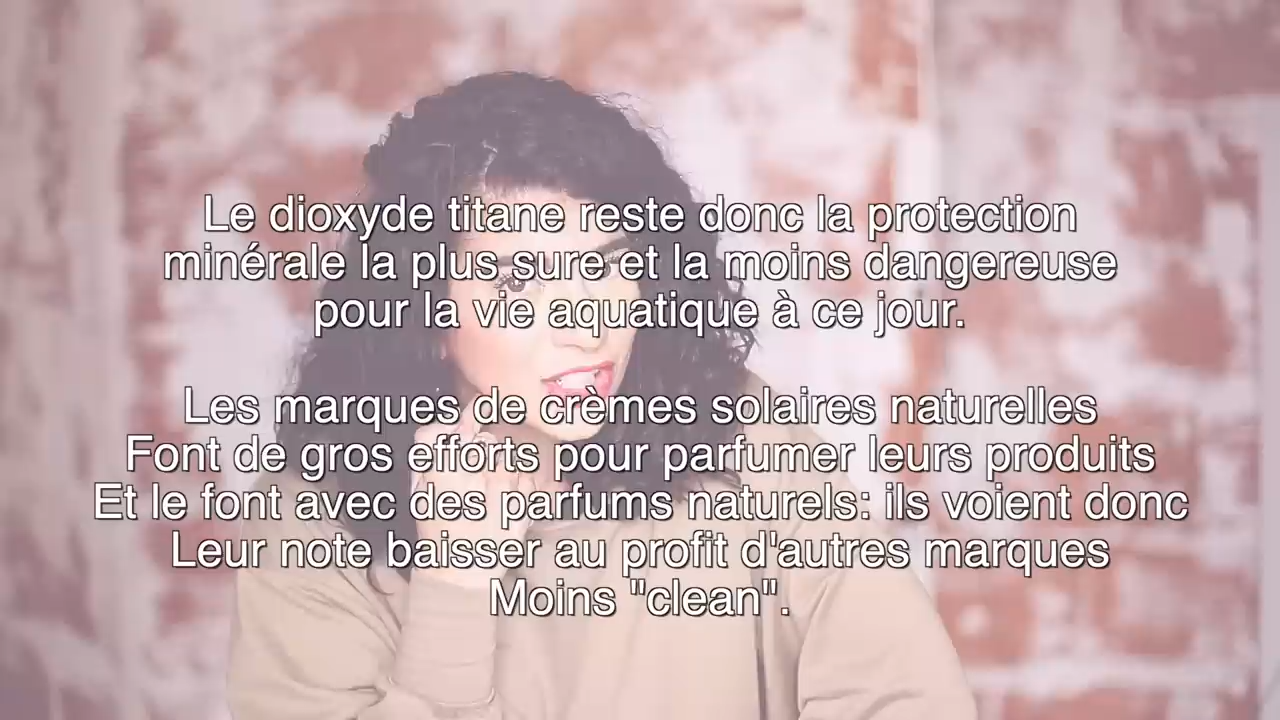 Le dioxyde titane reste donc la protection
minérale la plus sure et la moins dangereuse
pour la vie aquatique à ce jour.
Les marques de crèmes solaires naturelles
Font de gros efforts pour parfumer leurs produits
Et le font avec des parfums naturels: ils voient donc
Leur note baisser au profit d'autres marques
Moins "clean".